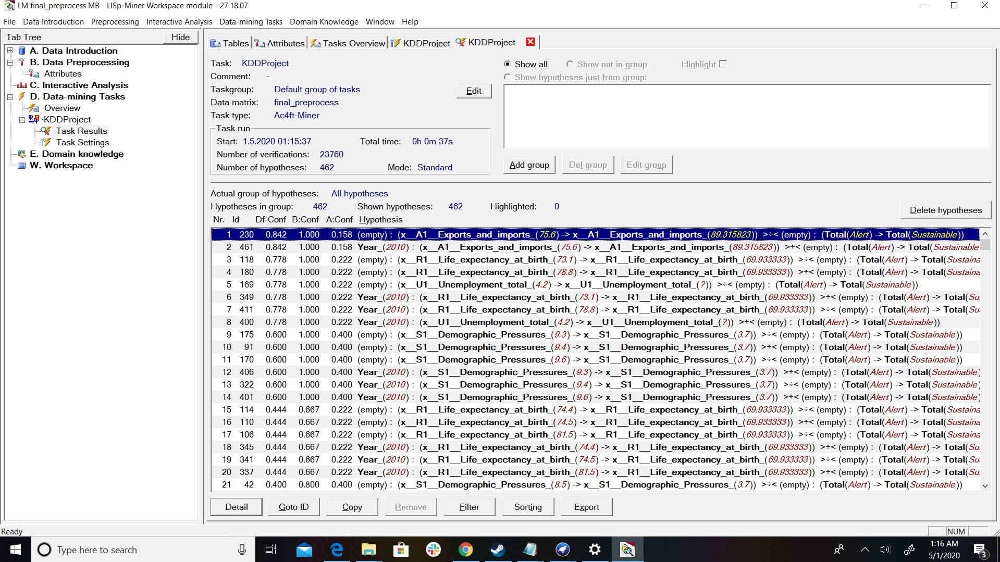 LM final_preprocess MB - LISp-Miner Workspace module - 27.18.07
File Data Introduction Preprocessing Interactive Analysis Data-mining Tasks Domain Knowledge Window Help
Tab Tree Hide
A. Data Introduction
B. Data Preprocessing
Attributes
C. Interactive Analysis
D. Data-mining Tasks
Overview
·KDDProject
Task Results
Task Settings
E. Domain knowledge
W. Workspace
Tables Attributes Tasks Overview KDDProject KDDProject
Task: KDDProject
Comment: -
Taskgroup: Default group of tasks
Data matrix: final_preprocess
Task type: Ac4ft-Miner
Edit
Task run
Start: 1.5.2020 01:15:37 Total time: 0h 0m 37s
Number of verifications: 23760
Number of hypotheses: 462 Mode: Standard
Show all Show not in group Highlight
Show hypotheses just from group:
Add group Del group Edit group
Actual group of hypotheses: All hypotheses
Hypotheses in group: 462 Shown hypotheses: 462 Highlighted: 0
Delete hypotheses
Nr. Id Df-Conf B:Conf A:Conf Hypothesis
1 230 0.842 1.000 0.158 (empty) : (x__A1__Exports_and_imports_(75.6) -> x__A1__Exports_and_imports_(89.315823)) >÷< (empty) : (Total(Alert) -> Total(Sustainable))
2 461 0.842 1.000 0.158 Year_(2010) : (x__A1__Exports_and_imports_(75.6) -> x__A1__Exports_and_imports_(89.315823)) >÷< (empty) : (Total(Alert) -> Total(Sustainable
3 118 0.778 1.000 0.222 (empty) : (x__R1__Life_expectancy_at_birth_(73.1) -> x__R1__Life_expectancy_at_birth_(69.933333)) >÷< (empty) : (Total(Alert) -> Total(Sustaina
4 180 0.778 1.000 0.222 (empty) : (x__R1__Life_expectancy_at_birth_(78.8) -> x__R1__Life_expectancy_at_birth_(69.933333)) >÷< (empty) : (Total(Alert) -> Total(Sustaina
5 169 0.778 1.000 0.222 (empty) : (x__U1__Unemployment_total_(4.2) -> x__U1__Unemployment_total_(?)) >÷< (empty) : (Total(Alert) -> Total(Sustainable))
6 349 0.778 1.000 0.222 Year_(2010) : (x__R1__Life_expectancy_at_birth_(73.1) -> x__R1__Life_expectancy_at_birth_(69.933333)) >÷< (empty) : (Total(Alert) -> Total(Su
7 411 0.778 1.000 0.222 Year_(2010) : (x__R1__Life_expectancy_at_birth_(78.8) -> x__R1__Life_expectancy_at_birth_(69.933333)) >÷< (empty) : (Total(Alert) -> Total(Su
8 400 0.778 1.000 0.222 Year_(2010) : (x__U1__Unemployment_total_(4.2) -> x__U1__Unemployment_total_(?)) >÷< (empty) : (Total(Alert) -> Total(Sustainable))
9 175 0.600 1.000 0.400 (empty) : (x__S1__Demographic_Pressures_(9.3) -> x__S1__Demographic_Pressures_(3.7)) >÷< (empty) : (Total(Alert) -> Total(Sustainable))
10 91 0.600 1.000 0.400 (empty) : (x__S1__Demographic_Pressures_(9.4) -> x__S1__Demographic_Pressures_(3.7)) >÷< (empty) : (Total(Alert) -> Total(Sustainable))
11 170 0.600 1.000 0.400 (empty) : (x__S1__Demographic_Pressures_(9.6) -> x__S1__Demographic_Pressures_(3.7)) >÷< (empty) : (Total(Alert) -> Total(Sustainable))
12 406 0.600 1.000 0.400 Year_(2010) : (x__S1__Demographic_Pressures_(9.3) -> x__S1__Demographic_Pressures_(3.7)) >÷< (empty) : (Total(Alert) -> Total(Sustainable)
13 322 0.600 1.000 0.400 Year_(2010) : (x__S1__Demographic_Pressures_(9.4) -> x__S1__Demographic_Pressures_(3.7)) >÷< (empty) : (Total(Alert) -> Total(Sustainable)
14 401 0.600 1.000 0.400 Year_(2010) : (x__S1__Demographic_Pressures_(9.6) -> x__S1__Demographic_Pressures_(3.7)) >÷< (empty) : (Total(Alert) -> Total(Sustainable)
15 114 0.444 0.667 0.222 (empty) : (x__R1__Life_expectancy_at_birth_(74.4) -> x__R1__Life_expectancy_at_birth_(69.933333)) >÷< (empty) : (Total(Alert) -> Total(Sustaina
16 110 0.444 0.667 0.222 (empty) : (x__R1__Life_expectancy_at_birth_(74.5) -> x__R1__Life_expectancy_at_birth_(69.933333)) >÷< (empty) : (Total(Alert) -> Total(Sustaina
17 106 0.444 0.667 0.222 (empty) : (x__R1__Life_expectancy_at_birth_(81.5) -> x__R1__Life_expectancy_at_birth_(69.933333)) >÷< (empty) : (Total(Alert) -> Total(Sustaina
18 345 0.444 0.667 0.222 Year_(2010) : (x__R1__Life_expectancy_at_birth_(74.4) -> x__R1__Life_expectancy_at_birth_(69.933333)) >÷< (empty) : (Total(Alert) -> Total(Su
19 341 0.444 0.667 0.222 Year_(2010) : (x__R1__Life_expectancy_at_birth_(74.5) -> x__R1__Life_expectancy_at_birth_(69.933333)) >÷< (empty) : (Total(Alert) -> Total(Su
20 337 0.444 0.667 0.222 Year_(2010) : (x__R1__Life_expectancy_at_birth_(81.5) -> x__R1__Life_expectancy_at_birth_(69.933333)) >÷< (empty) : (Total(Alert) -> Total(Su
21 42 0.400 0.800 0.400 (empty) : (x__S1__Demographic_Pressures_(8.5) -> x__S1__Demographic_Pressures_(3.7)) >÷< (empty) : (Total(Alert) -> Total(Sustainable))
Detail Goto ID Copy Remove Filter Sorting Export
Ready NUM
Type here to search
1:16 AM
5/1/2020
3